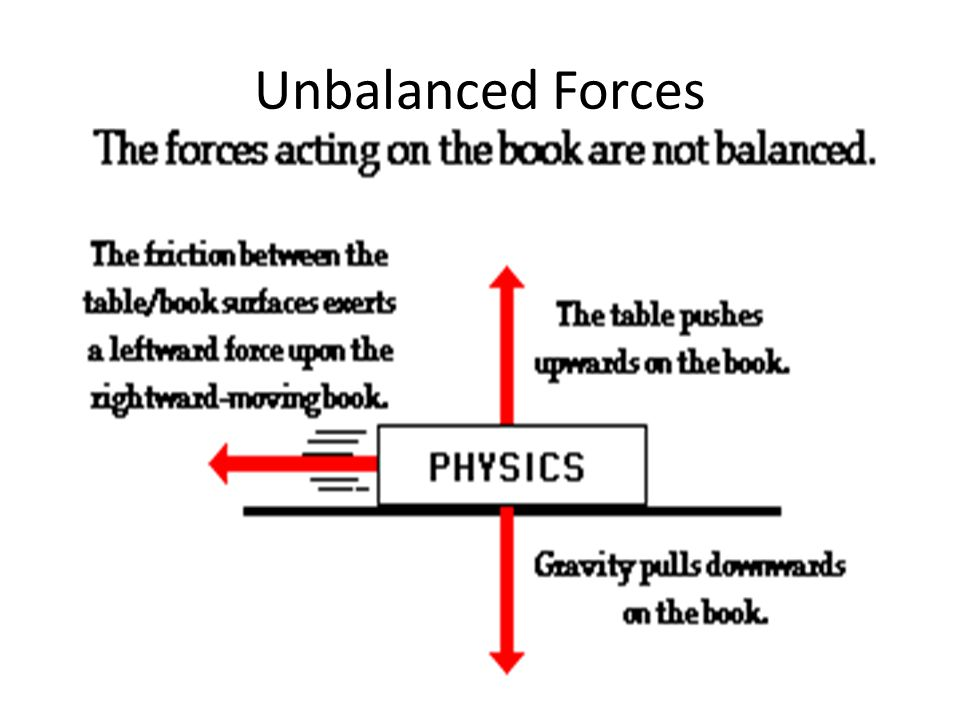 Unbalanced Forces
The forces acting on the book are not balanced.
The friction between the
table/book surfaces exerts
a leftward force upon the
rightward-moving book.
The table pushes
upwards on the book.
PHYSICS
Gravity pulls downwards
on the book.